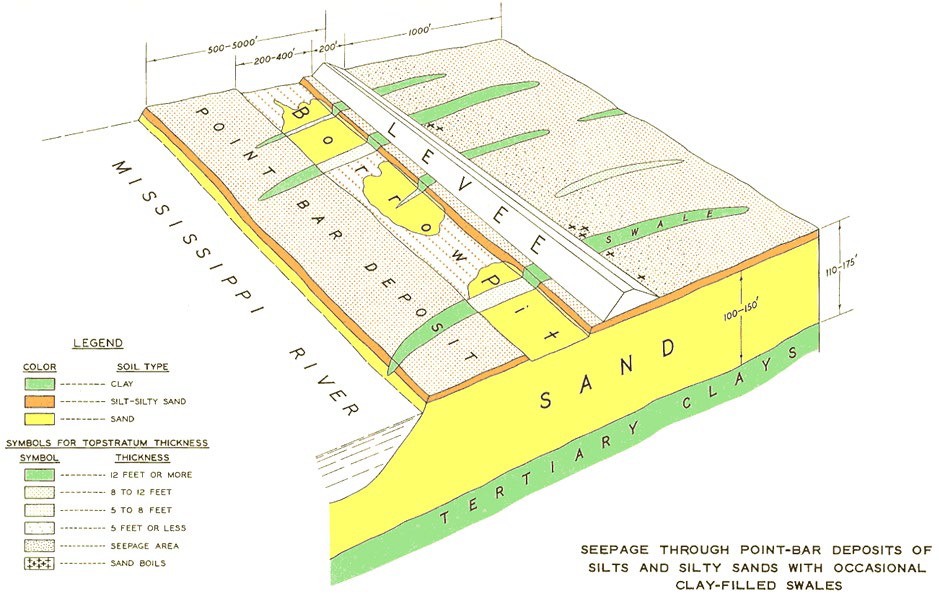 500-5000'
200-400'
200'
1000'
POINT BAR DEPOSIT
Borrow Pit
LEVEE
SWALE
MISSISSIPPI RIVER
110-175'
100-150'
SAND
TERTIARY CLAYS
LEGEND
COLOR SOIL TYPE
CLAY
SILT-SILTY SAND
SAND
SYMBOLS FOR TOPSTRATUM THICKNESS
SYMBOL THICKNESS
12 FEET OR MORE
8 TO 12 FEET
5 TO 8 FEET
5 FEET OR LESS
SEEPAGE AREA
SAND BOILS
SEEPAGE THROUGH POINT-BAR DEPOSITS OF
SILTS AND SILTY SANDS WITH OCCASIONAL
CLAY-FILLED SWALES